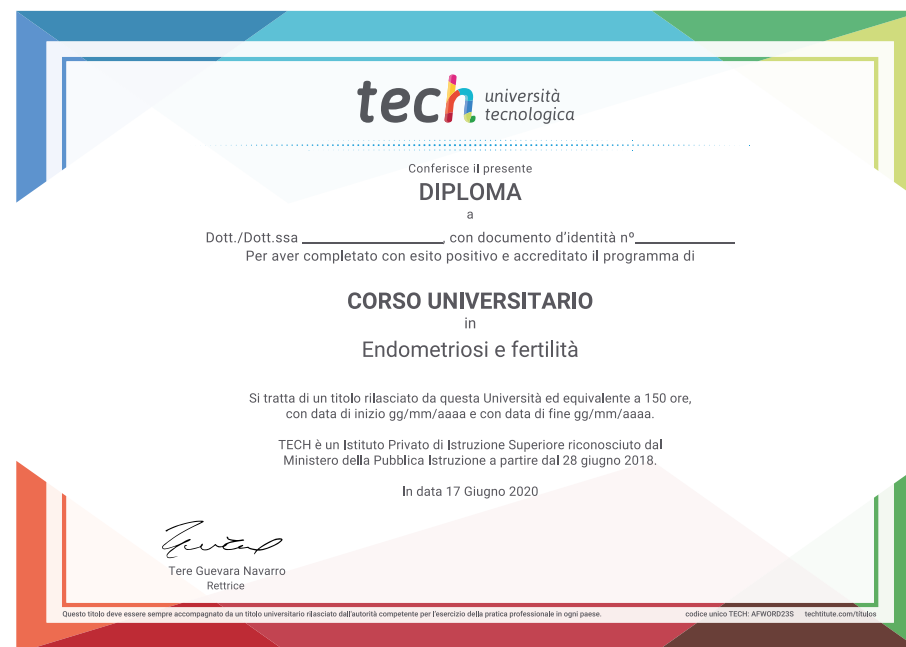 tech università
tecnologica
Conferisce il presente
DIPLOMA
a
Dott./Dott.ssa ________________, con documento d'identità nº____________
Per aver completato con esito positivo e accreditato il programma di
CORSO UNIVERSITARIO
in
Endometriosi e fertilità
Si tratta di un titolo rilasciato da questa Università ed equivalente a 150 ore,
con data di inizio gg/mm/aaaa e con data di fine gg/mm/aaaa.
TECH è un Istituto Privato di Istruzione Superiore riconosciuto dal
Ministero della Pubblica Istruzione a partire dal 28 giugno 2018.
In data 17 Giugno 2020
Tere Guevara Navarro
Rettrice
Questo titolo deve essere sempre accompagnato da un titolo universitario rilasciato dall'autorità competente per l'esercizio della pratica professionale in ogni paese. codice unico TECH: AFWORD23S techtitute.com/titulos